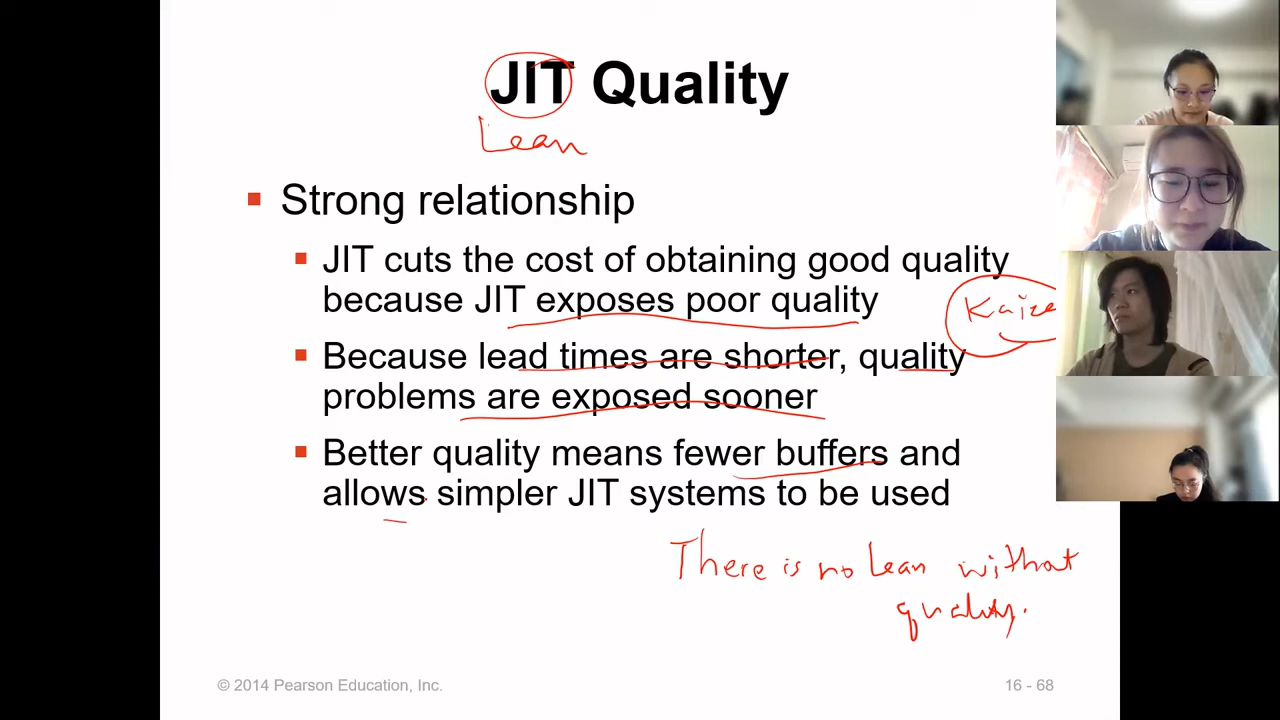 JIT Quality
Lean
Strong relationship
JIT cuts the cost of obtaining good quality
because JIT exposes poor quality
Kaize
Because lead times are shorter, quality
problems are exposed sooner
Better quality means fewer buffers and
allows simpler JIT systems to be used
There is no Lean without
quality.
© 2014 Pearson Education, Inc.
16 - 68